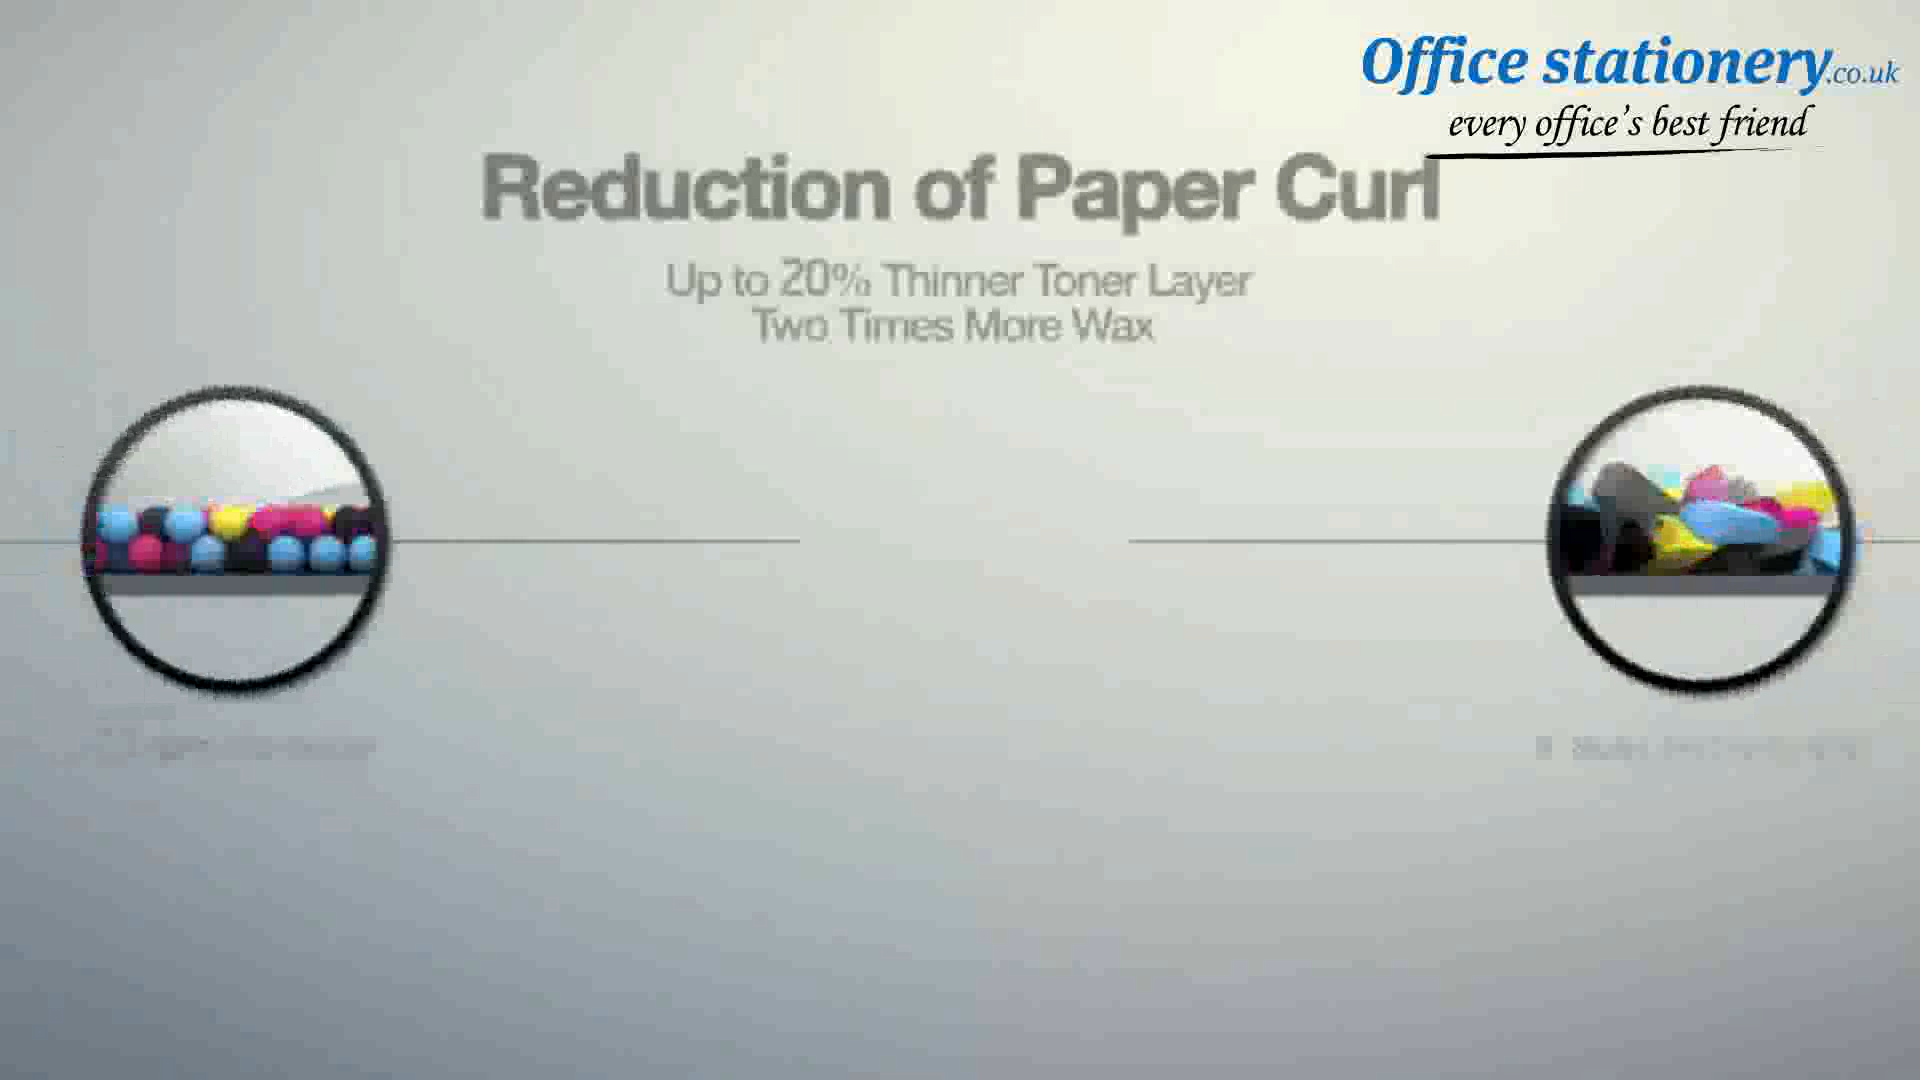 Office stationery.co.uk
every office's best friend
Reduction of Paper Curl
Up to 20% Thinner Toner Layer
Two Times More Wax